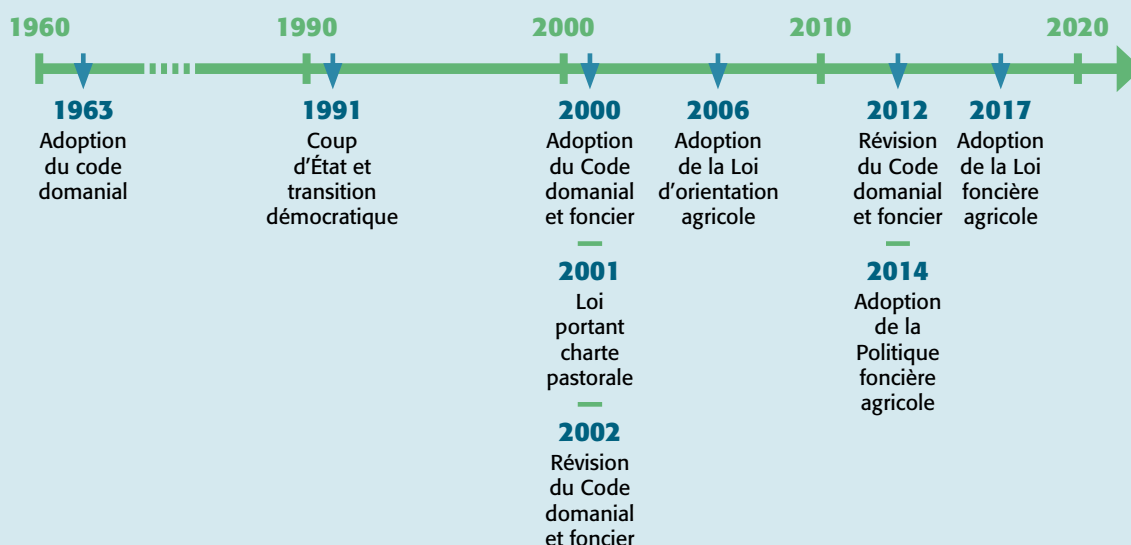 1960
1990
2000
2010
2020
1963
Adoption
du code
domanial
1991
Coup
d'État et
transition
démocratique
2000
Adoption
du Code
domanial
et foncier
2001
Loi
portant
charte
pastorale
2002
Révision
du Code
domanial
et foncier
2006
Adoption
de la Loi
d'orientation
agricole
2012
Révision
du Code
domanial
et foncier
2014
Adoption
de la
Politique
foncière
agricole
2017
Adoption
de la Loi
foncière
agricole